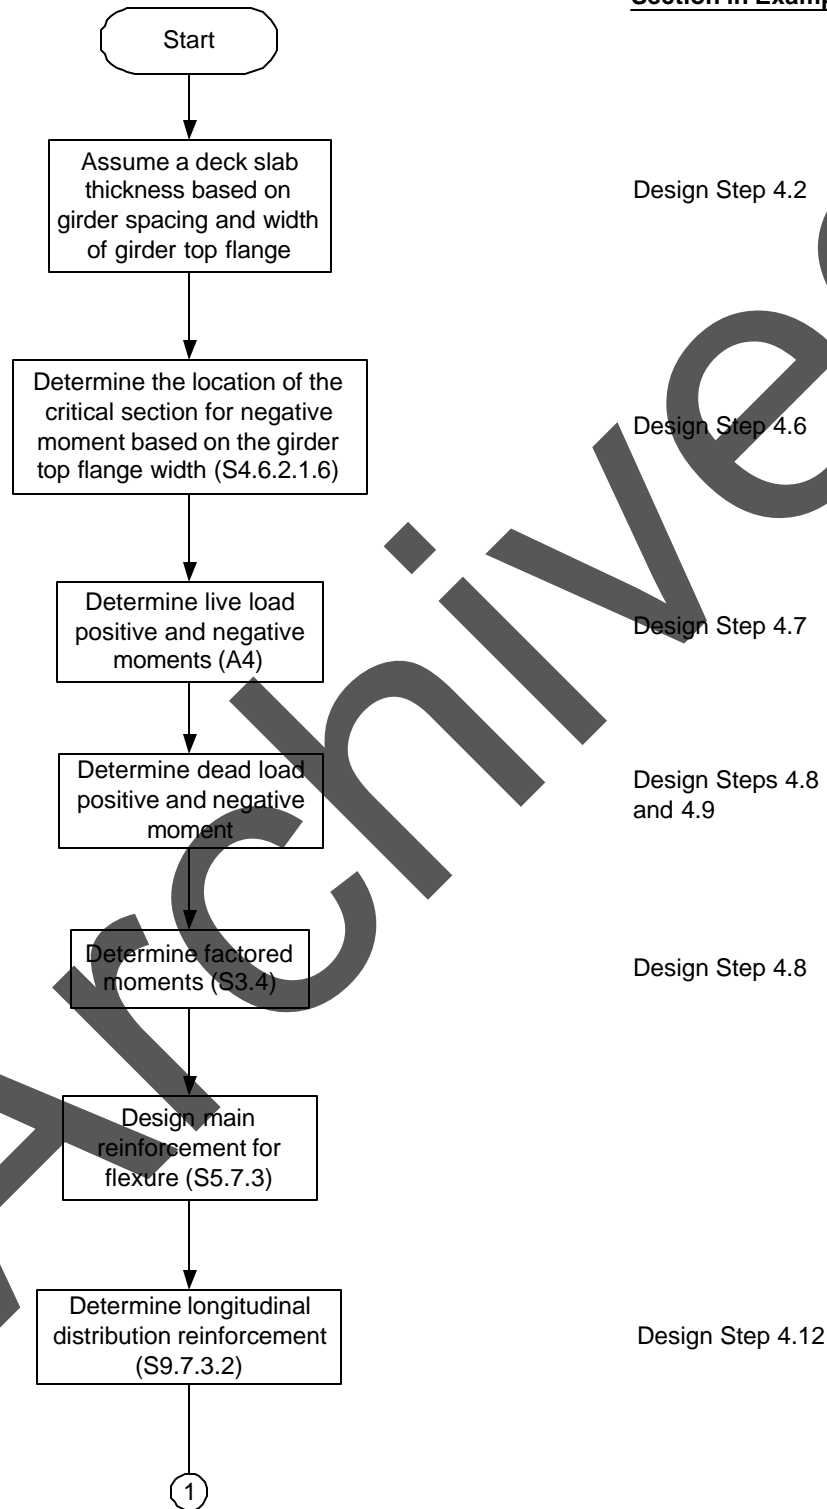 Section in Examp
Start
Assume a deck slab
thickness based on
girder spacing and width
of girder top flange
Design Step 4.2
Determine the location of the
critical section for negative
moment based on the girder
top flange width (S4.6.2.1.6)
Design Step 4.6
Determine live load
positive and negative
moments (A4)
Design Step 4.7
Determine dead load
positive and negative
moment
Design Steps 4.8
and 4.9
Determine factored
moments (S3.4)
Design Step 4.8
Design main
reinforcement for
flexure (S5.7.3)
Determine longitudinal
distribution reinforcement
(S9.7.3.2)
Design Step 4.12
1
Archive